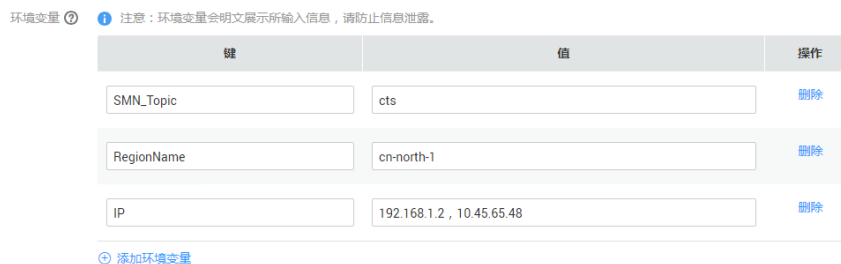 环境变量 ? i 注意：环境变量会明文展示所输入信息，请防止信息泄露。
键 值 操作
SMN_Topic cts 删除
RegionName cn-north-1 删除
IP 192.168.1.2，10.45.65.48 删除
添加环境变量